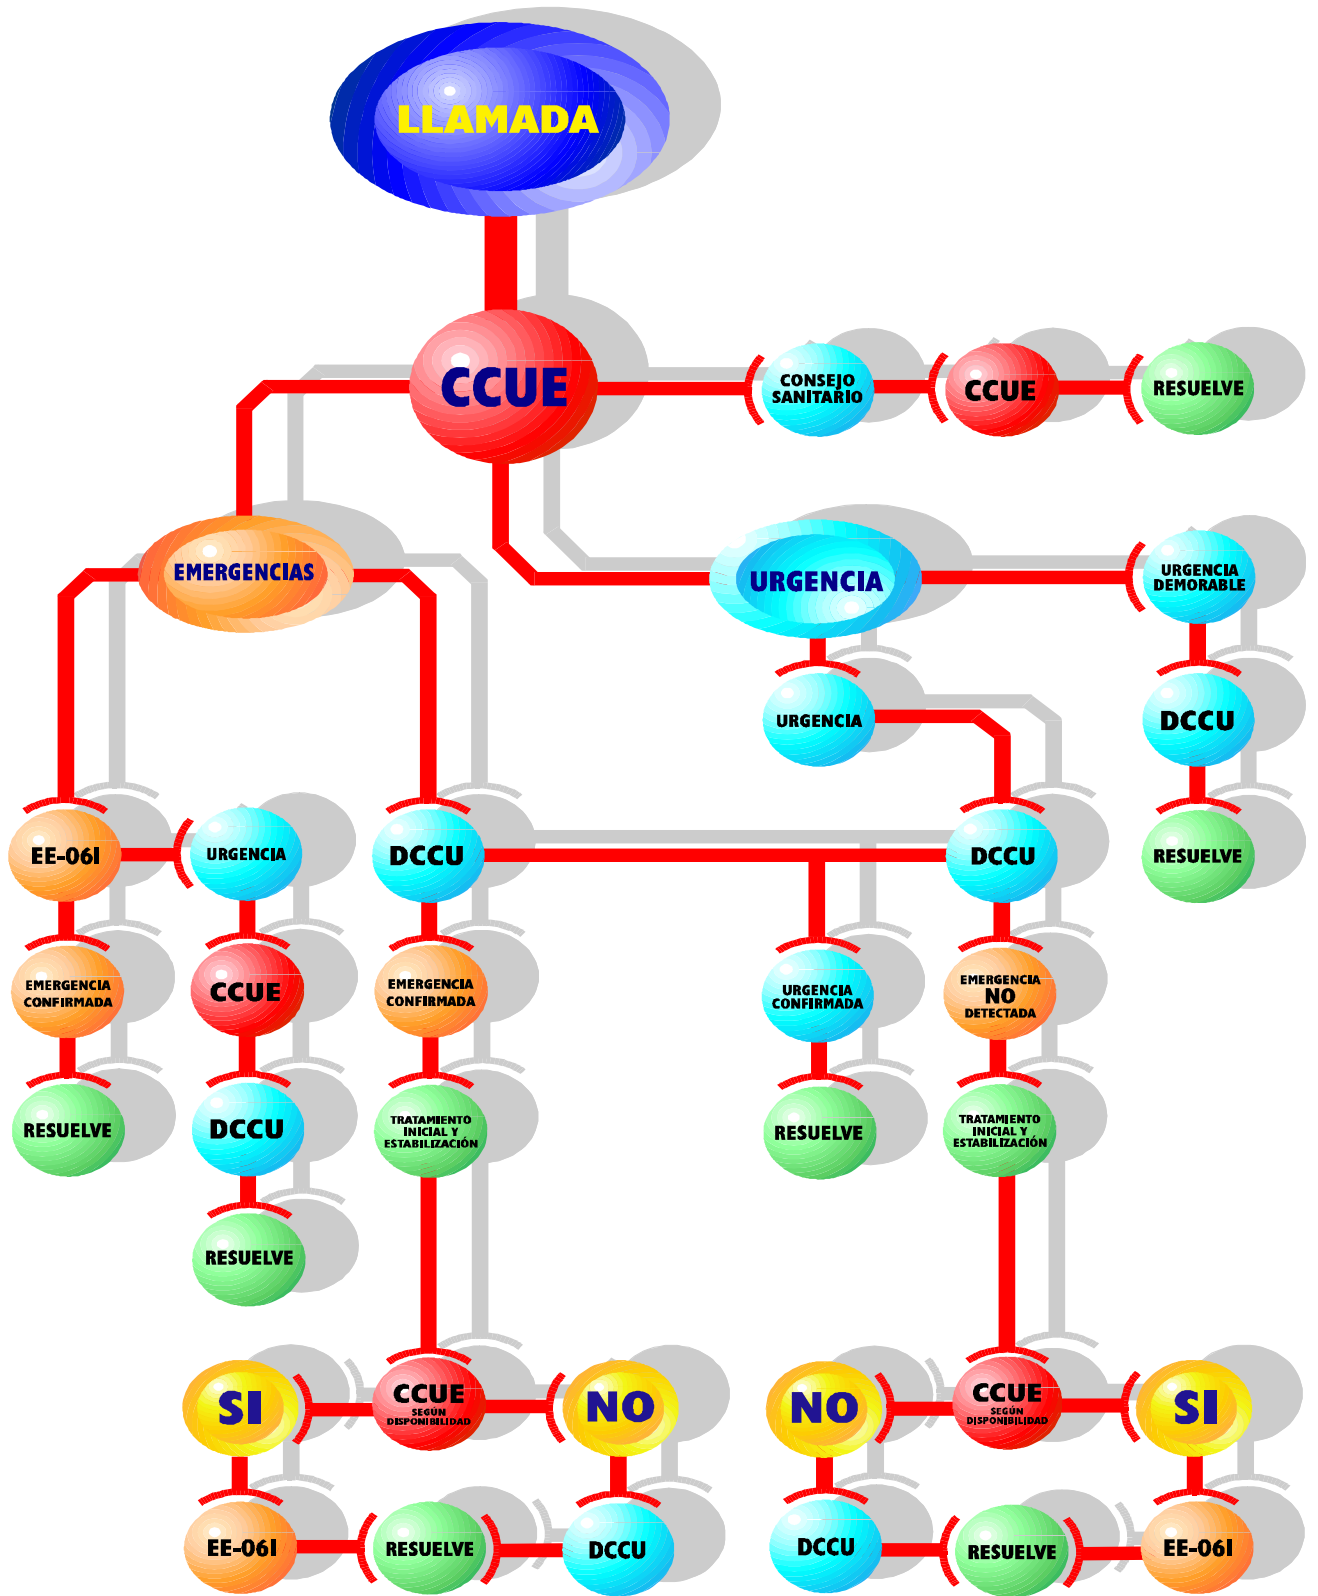 LLAMADA
CCUE
CONSEJO
SANITARIO
CCUE
RESUELVE
EMERGENCIAS
URGENCIA
URGENCIA
DEMORABLE
URGENCIA
DCCU
EE-061
URGENCIA
DCCU
DCCU
RESUELVE
EMERGENCIA
CONFIRMADA
CCUE
EMERGENCIA
CONFIRMADA
URGENCIA
CONFIRMADA
EMERGENCIA
NO
DETECTADA
RESUELVE
DCCU
TRATAMIENTO
INICIAL Y
ESTABILIZACIÓN
RESUELVE
TRATAMIENTO
INICIAL Y
ESTABILIZACIÓN
RESUELVE
SI
CCUE
SEGÚN
DISPONIBILIDAD
NO
NO
CCUE
SEGÚN
DISPONIBILIDAD
SI
EE-061
RESUELVE
DCCU
DCCU
RESUELVE
EE-061